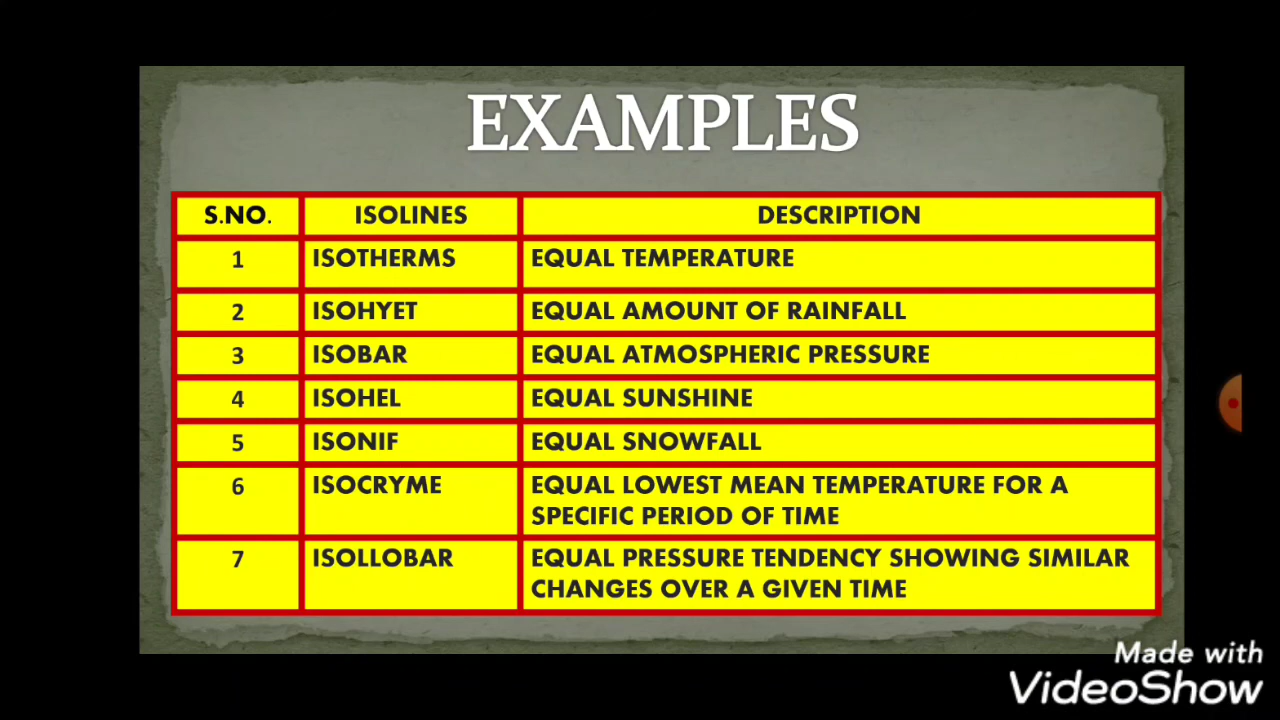 EXAMPLES
S.NO. ISOLINES DESCRIPTION
1 ISOTHERMS EQUAL TEMPERATURE
2 ISOHYET EQUAL AMOUNT OF RAINFALL
3 ISOBAR EQUAL ATMOSPHERIC PRESSURE
4 ISOHEL EQUAL SUNSHINE
5 ISONIF EQUAL SNOWFALL
6 ISOCRYME EQUAL LOWEST MEAN TEMPERATURE FOR A
SPECIFIC PERIOD OF TIME
7 ISOLLOBAR EQUAL PRESSURE TENDENCY SHOWING SIMILAR
CHANGES OVER A GIVEN TIME
Made with
VideoShow